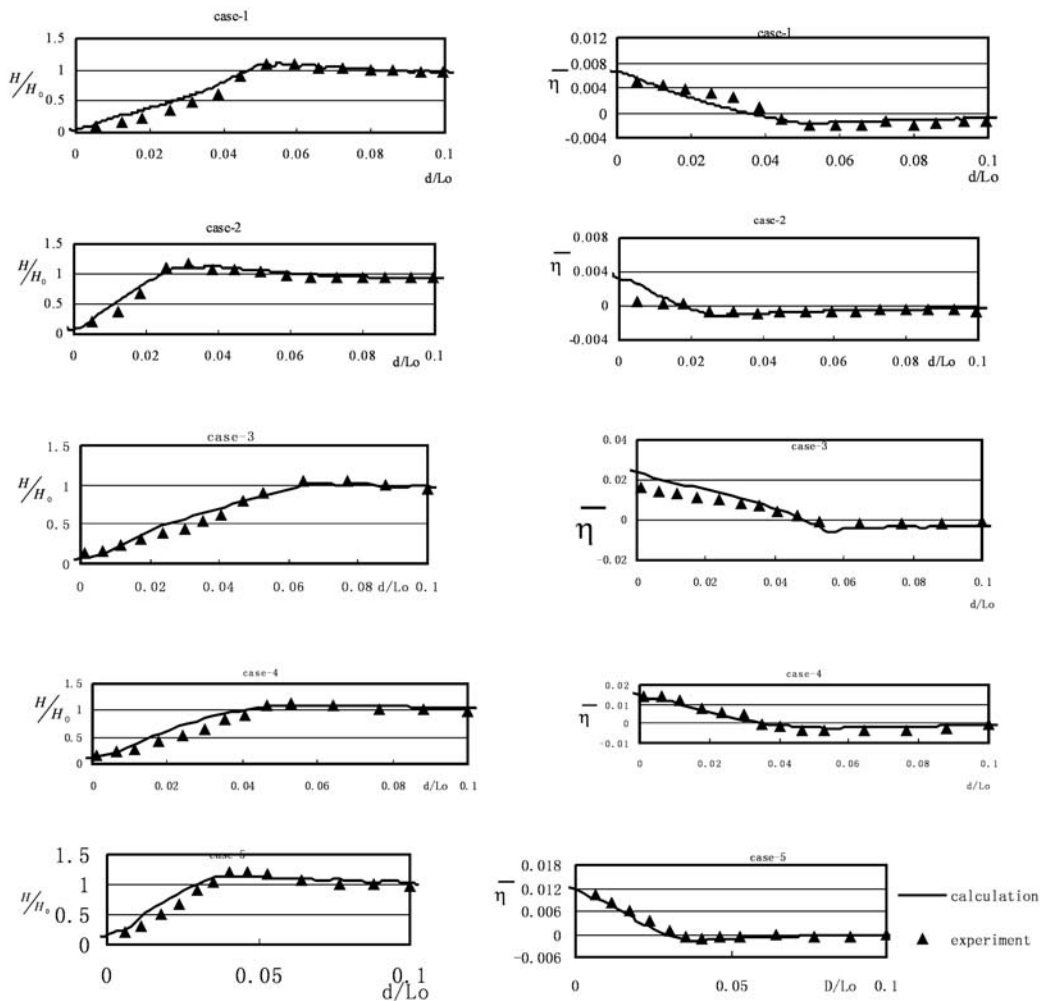 case-1
1.5
1
0.5
0
H/H₀
0 0.02 0.04 0.06 0.08 0.1
d/Lo
case-1
0.012
0.008
0.004
0
-0.004
η
0 0.02 0.04 0.06 0.08 0.1
d/Lo
case-2
1.5
1
0.5
0
H/H₀
0 0.02 0.04 0.06 0.08 0.1
d/Lo
case-2
0.008
0.004
0
-0.004
η
0 0.02 0.04 0.06 0.08 0.1
d/Lo
case-3
1.5
1
0.5
0
H/H₀
0 0.02 0.04 0.06 0.08 d/Lo 0.1
case-3
0.04
0.02
0
-0.02
η
0 0.02 0.04 0.06 0.08 0.1
d/Lo
case-4
1.5
1
0.5
0
H/H₀
0 0.02 0.04 0.06 0.08 d/Lo 0.1
case-4
0.02
0.01
0
-0.01
η
0 0.02 0.04 0.06 0.08 0.1
d/Lo
case-5
1.5
1
0.5
0
H/H₀
0 0.05 0.1
d/Lo
case-5
0.018
0.012
0.006
0
-0.006
η
0 0.05 D/Lo 0.1
calculation
experiment